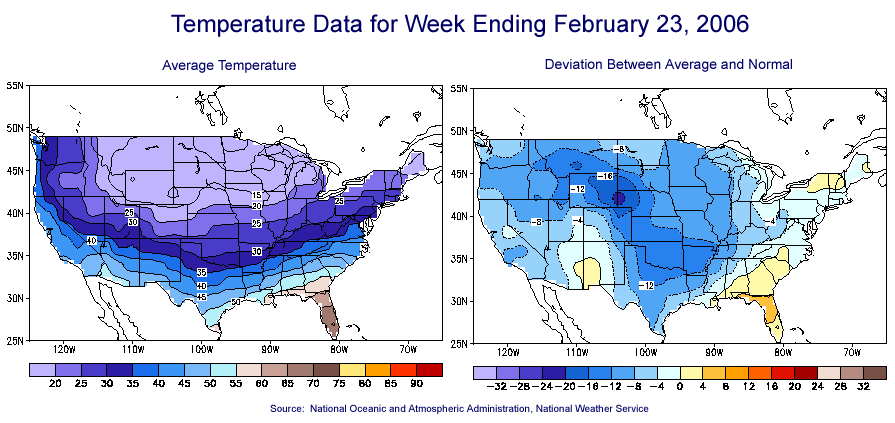 Temperature Data for Week Ending February 23, 2006
Average Temperature
Deviation Between Average and Normal
55N
50N
45N
40N
35N
30N
25N
15
20
25
30
25
25
40
30
35
40
45
50
120W
110W
100W
90W
80W
70W
20 25 30 35 40 45 50 55 60 65 70 75 80 85 90
55N
50N
45N
40N
35N
30N
25N
-8
-16
-12
-4
-8
-4
-12
120W
110W
100W
90W
80W
70W
-32 -28 -24 -20 -16 -12 -8 -4 0 4 8 12 16 20 24 28 32
Source: National Oceanic and Atmospheric Administration, National Weather Service